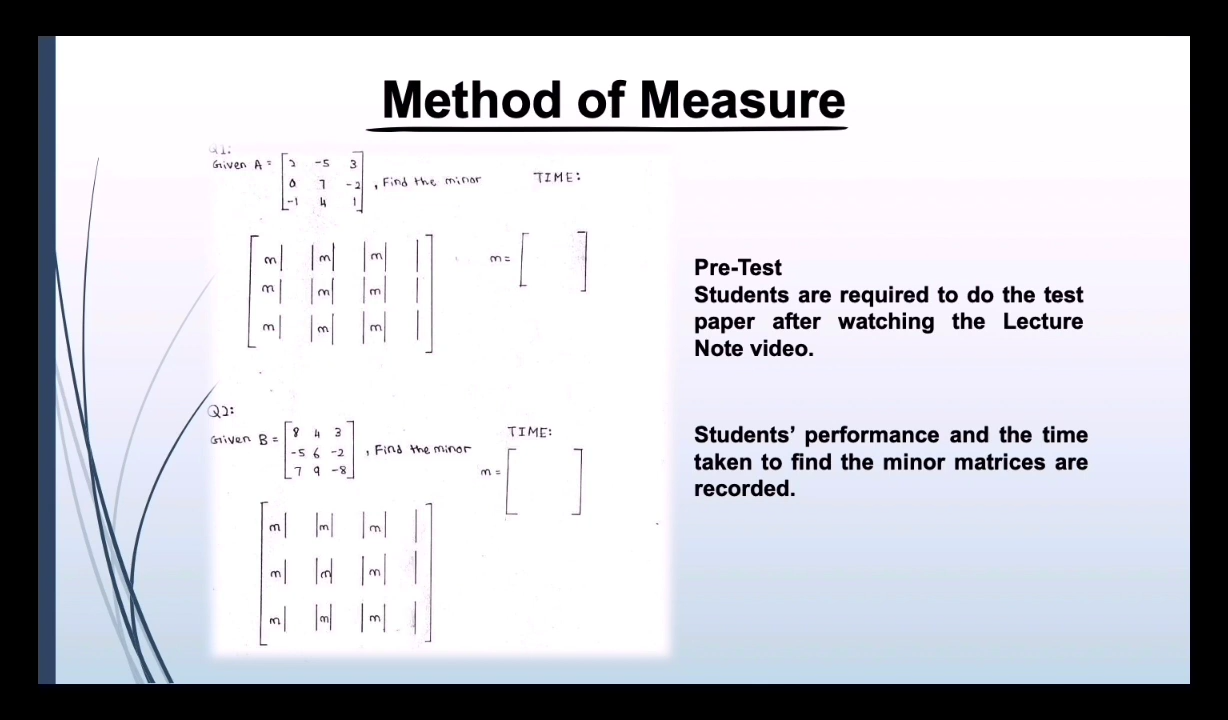 Method of Measure
Q1:
Given A = [ 2 -5 3 , Find the minor TIME:
0 7 -2
-1 4 1 ]
m| |m| |m| | m = [ ]
m| |m| |m| |
m| |m| |m| |
Pre-Test
Students are required to do the test
paper after watching the Lecture
Note video.
Q2:
Given B = [ 8 4 3 , Find the minor TIME:
-5 6 -2
7 9 -8 ]
m = [ ]
m| |m| |m| |
m| |m| |m| |
m| |m| |m| |
Students’ performance and the time
taken to find the minor matrices are
recorded.